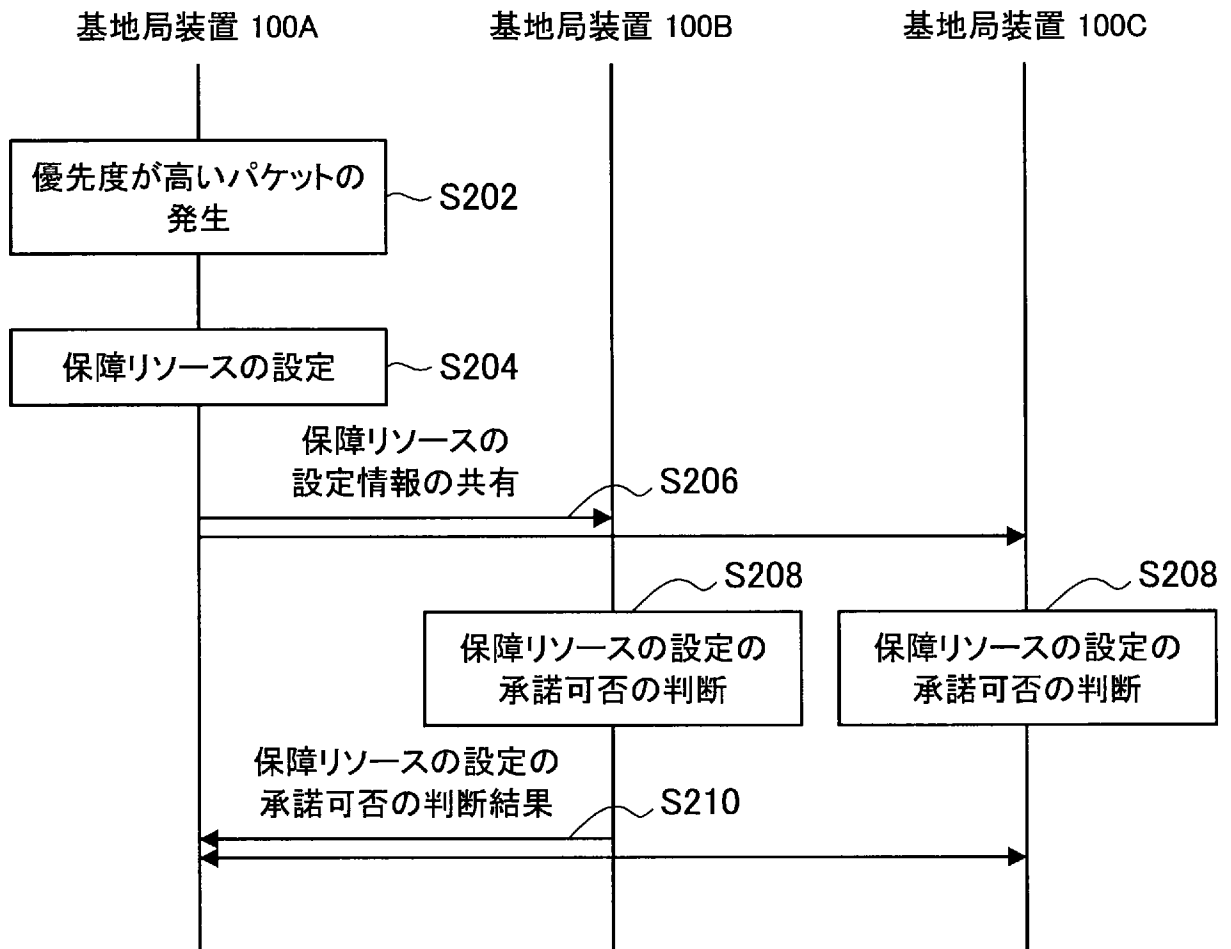 基地局装置 100A
基地局装置 100B
基地局装置 100C
優先度が高いパケットの
発生
S202
保障リソースの設定
S204
保障リソースの
設定情報の共有
S206
S208
S208
保障リソースの設定の
承諾可否の判断
保障リソースの設定の
承諾可否の判断
保障リソースの設定の
承諾可否の判断結果
S210